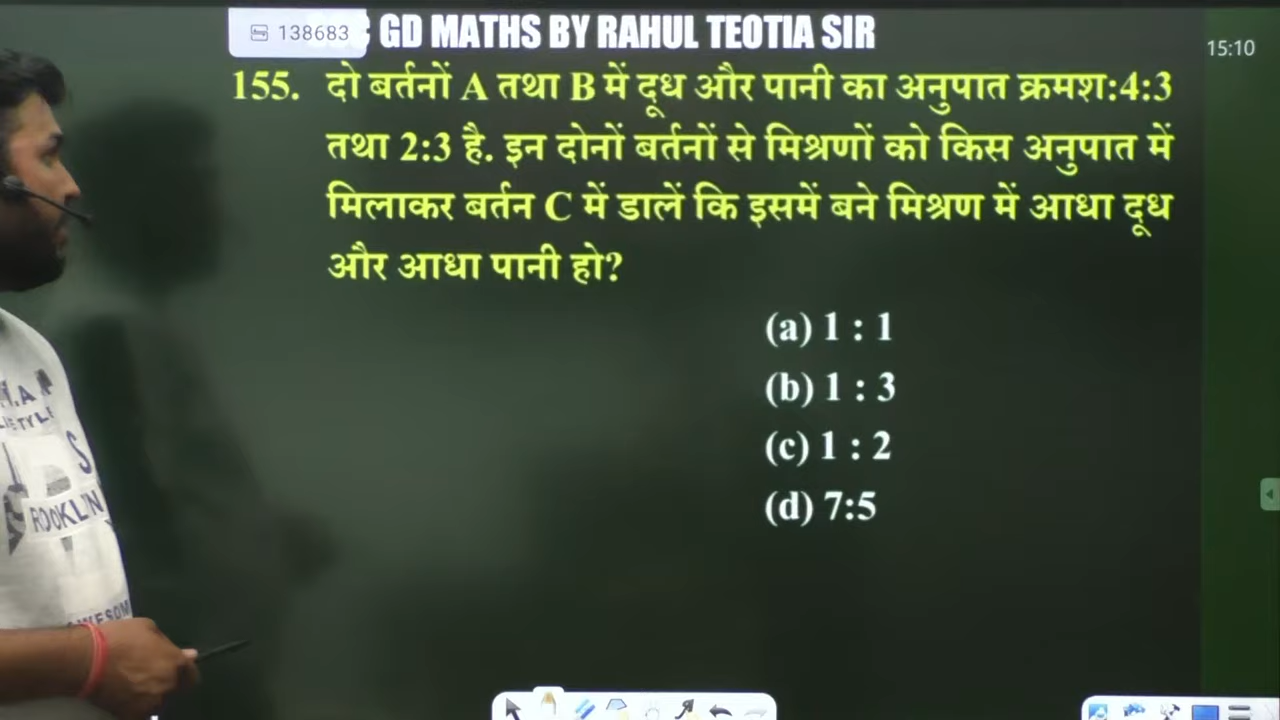 138683
GD MATHS BY RAHUL TEOTIA SIR
15:10
155. दो बर्तनों A तथा B में दूध और पानी का अनुपात क्रमश:4:3
तथा 2:3 है. इन दोनों बर्तनों से मिश्रणों को किस अनुपात में
मिलाकर बर्तन C में डालें कि इसमें बने मिश्रण में आधा दूध
और आधा पानी हो?
(a) 1 : 1
(b) 1 : 3
(c) 1 : 2
(d) 7:5